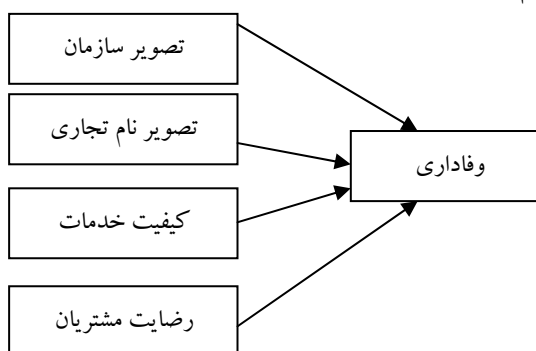 تصویر سازمان
تصویر نام تجاری
وفاداری
کیفیت خدمات
رضایت مشتریان